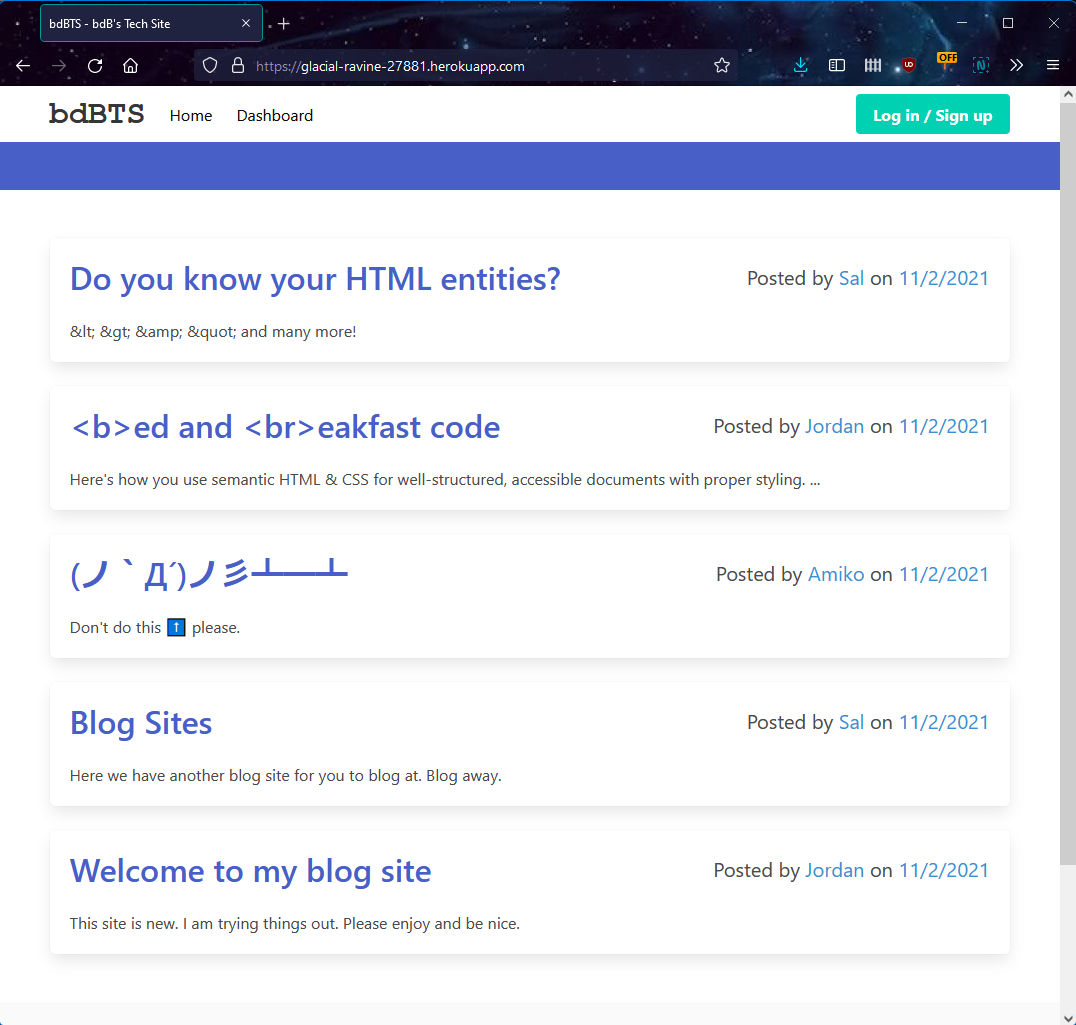 bdBTS - bdB's Tech Site
https://glacial-ravine-27881.herokuapp.com
OFF
bdBTS Home Dashboard Log in / Sign up
Do you know your HTML entities? Posted by Sal on 11/2/2021
&lt; &gt; &amp; &quot; and many more!
<b>ed and <br>eakfast code Posted by Jordan on 11/2/2021
Here's how you use semantic HTML & CSS for well-structured, accessible documents with proper styling. ...
(ノ｀Д´)ノ彡┻━┻ Posted by Amiko on 11/2/2021
Don't do this ⬆️ please.
Blog Sites Posted by Sal on 11/2/2021
Here we have another blog site for you to blog at. Blog away.
Welcome to my blog site Posted by Jordan on 11/2/2021
This site is new. I am trying things out. Please enjoy and be nice.